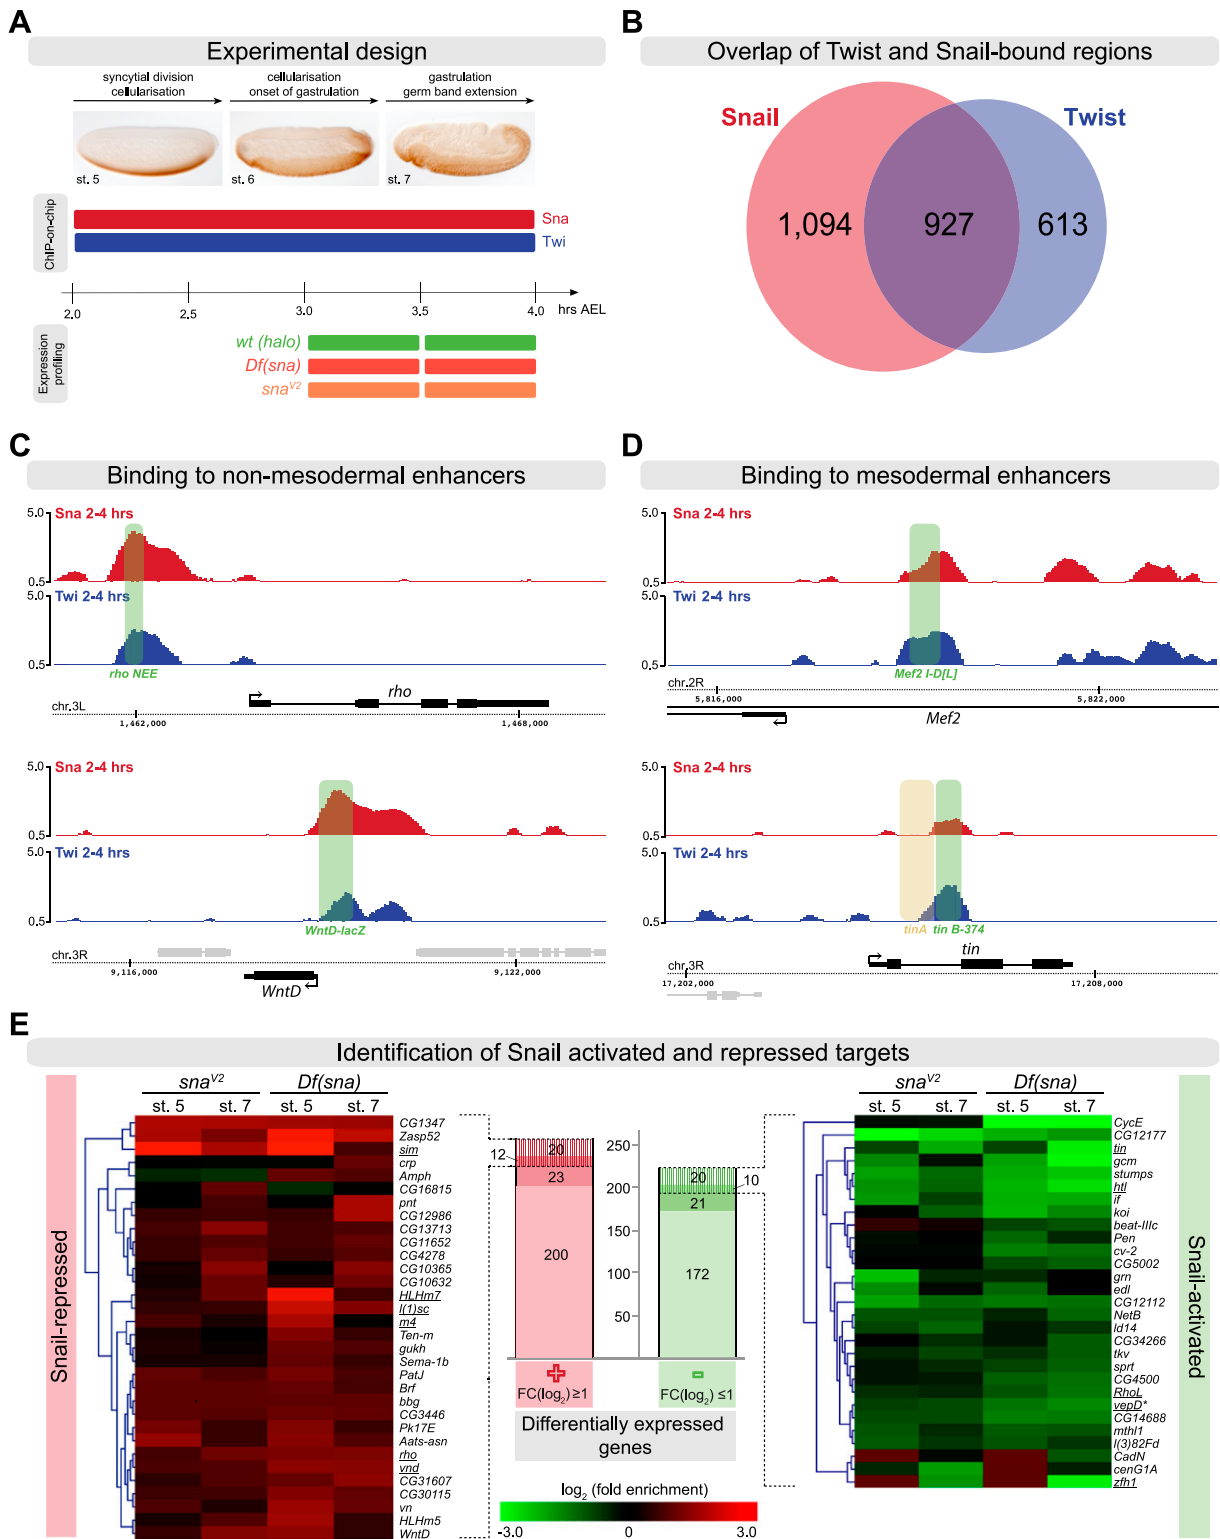 A
Experimental design
syncytial division
cellularisation
cellularisation
onset of gastrulation
gastrulation
germ band extension
st. 5
st. 6
st. 7
ChIP-on-chip
Sna
Twi
2.0
2.5
3.0
3.5
4.0
hrs AEL
Expression
profiling
wt (halo)
Df(sna)
snaV2
B
Overlap of Twist and Snail-bound regions
Snail
Twist
1,094
927
613
C
Binding to non-mesodermal enhancers
5.0
Sna 2-4 hrs
0.5
5.0
Twi 2-4 hrs
0.5
rho NEE
rho
chr.3L
1,462,000
1,468,000
5.0
Sna 2-4 hrs
0.5
5.0
Twi 2-4 hrs
0.5
WntD-lacZ
chr.3R
9,116,000
9,122,000
WntD
D
Binding to mesodermal enhancers
5.0
Sna 2-4 hrs
0.5
5.0
Twi 2-4 hrs
0.5
Mef2 I-D[L]
chr.2R
5,816,000
5,822,000
Mef2
5.0
Sna 2-4 hrs
0.5
5.0
Twi 2-4 hrs
0.5
tinA
tin B-374
tin
chr.3R
17,202,000
17,208,000
E
Identification of Snail activated and repressed targets
Snail-repressed
snaV2
Df(sna)
st. 5
st. 7
st. 5
st. 7
CG1347
Zasp52
sim
crp
Amph
CG16815
pnt
CG12986
CG13713
CG11652
CG4278
CG10365
CG10632
HLHm7
l(1)sc
m4
Ten-m
gukh
Sema-1b
PatJ
Brf
bbg
CG3446
Pk17E
Aats-asn
rho
vnd
CG31607
CG30115
vn
HLHm5
WntD
250
200
150
100
50
12
20
23
200
20
10
21
172
FC(log2) ≥1
FC(log2) ≤1
Differentially expressed
genes
log2 (fold enrichment)
-3.0
0
3.0
snaV2
Df(sna)
st. 5
st. 7
st. 5
st. 7
CycE
CG12177
tin
gcm
stumps
htl
if
koi
beat-IIIc
Pen
cv-2
CG5002
grn
edl
CG12112
NetB
ld14
CG34266
tkv
sprt
CG4500
RhoL
vepD*
CG14688
mthl1
l(3)82Fd
CadN
cenG1A
zfh1
Snail-activated